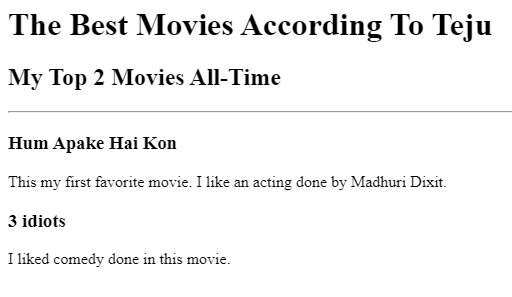 The Best Movies According To Teju
My Top 2 Movies All-Time
Hum Apake Hai Kon
This my first favorite movie. I like an acting done by Madhuri Dixit.
3 idiots
I liked comedy done in this movie.